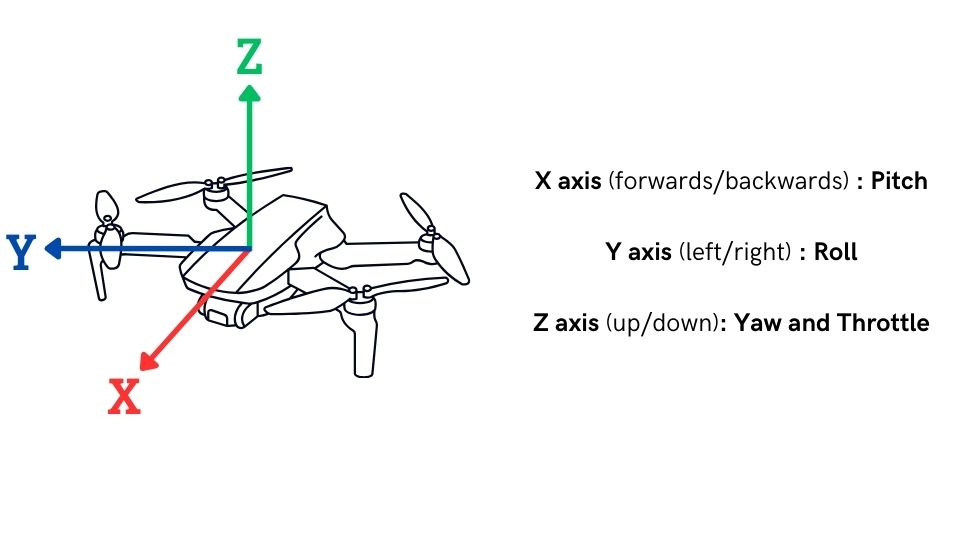 Z
Y
X
X axis (forwards/backwards) : Pitch
Y axis (left/right) : Roll
Z axis (up/down): Yaw and Throttle